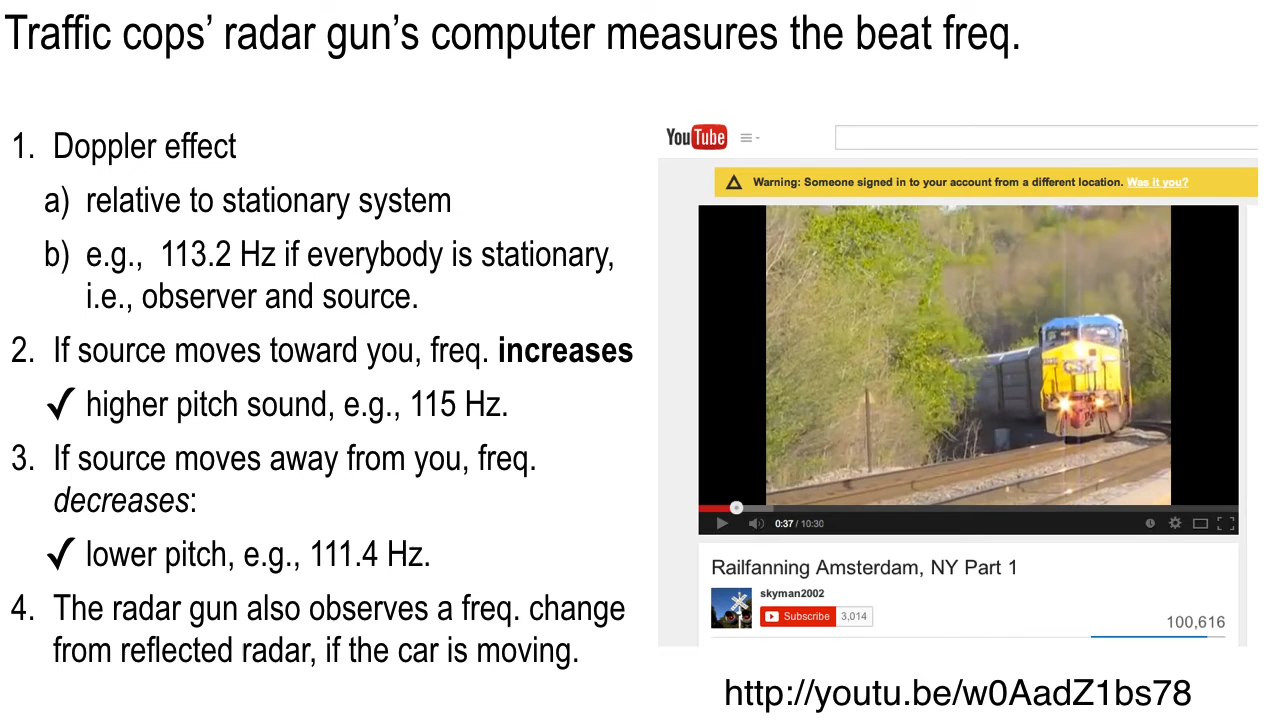 Traffic cops’ radar gun’s computer measures the beat freq.
1. Doppler effect
a) relative to stationary system
b) e.g., 113.2 Hz if everybody is stationary,
i.e., observer and source.
2. If source moves toward you, freq. increases
✓ higher pitch sound, e.g., 115 Hz.
3. If source moves away from you, freq.
decreases:
✓ lower pitch, e.g., 111.4 Hz.
4. The radar gun also observes a freq. change
from reflected radar, if the car is moving.
YouTube
Warning: Someone signed in to your account from a different location. Was it you?
CSX
0:37 / 10:30
Railfanning Amsterdam, NY Part 1
skyman2002
Subscribe 3,014
100,616
http://youtu.be/w0AadZ1bs78